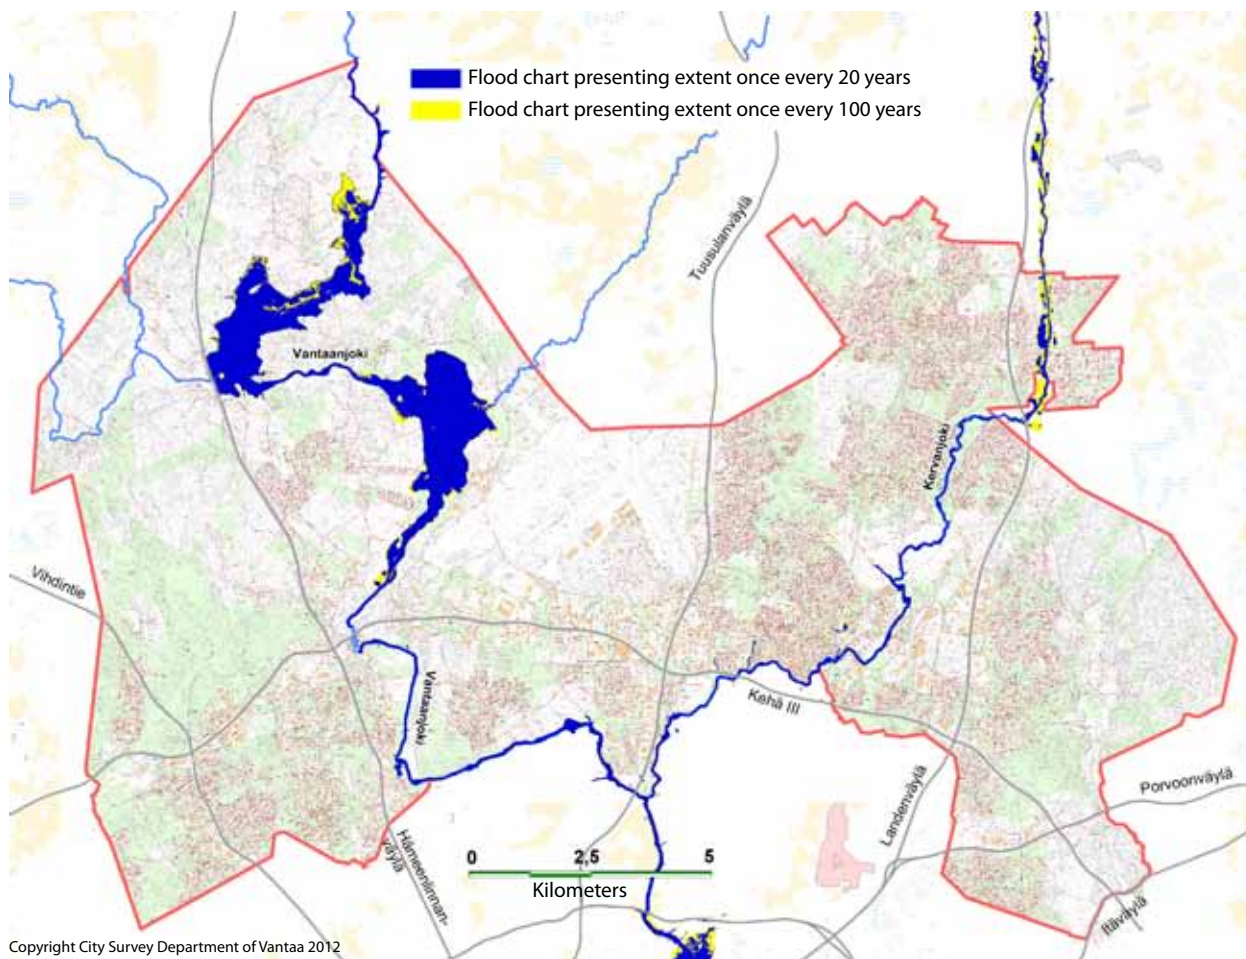 Flood chart presenting extent once every 20 years
Flood chart presenting extent once every 100 years
Tuusulanväylä
Vantaanjoki
Kervanjoki
Vihdintie
Vantaanjoki
Kehä III
Landenväylä
Porvoonväylä
Hämeenlinnan-
väylä
0 2,5 5
Kilometers
Itäväylä
Copyright City Survey Department of Vantaa 2012